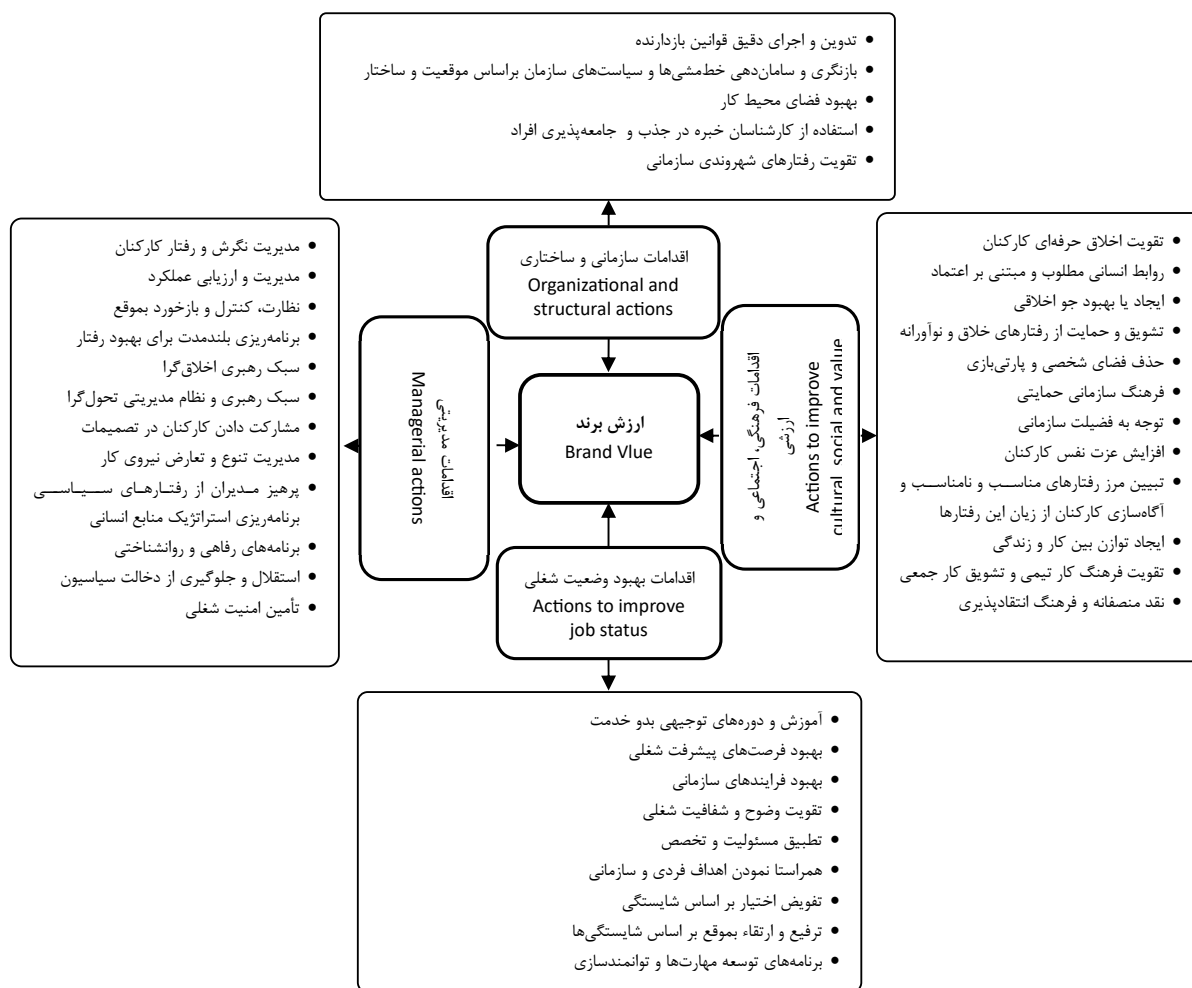 • تدوین و اجرای دقیق قوانین بازدارنده
• بازنگری و سامان‌دهی خط‌مشی‌ها و سیاست‌های سازمان براساس موقعیت و ساختار
• بهبود فضای محیط کار
• استفاده از کارشناسان خبره در جذب و جامعه‌پذیری افراد
• تقویت رفتارهای شهروندی سازمانی
• تقویت اخلاق حرفه‌ای کارکنان
• روابط انسانی مطلوب و مبتنی بر اعتماد
• ایجاد یا بهبود جو اخلاقی
• تشویق و حمایت از رفتارهای خلاق و نوآورانه
• حذف فضای شخصی و پارتی‌بازی
• فرهنگ سازمانی حمایتی
• توجه به فضیلت سازمانی
• افزایش عزت نفس کارکنان
• تبیین مرز رفتارهای مناسب و نامناسب و
آگاه‌سازی کارکنان از زیان این رفتارها
• ایجاد توازن بین کار و زندگی
• تقویت فرهنگ کار تیمی و تشویق کار جمعی
• نقد منصفانه و فرهنگ انتقادپذیری
اقدامات سازمانی و ساختاری
Organizational and
structural actions
اقدامات فرهنگی، اجتماعی و
ارزشی
Actions to improve
cultural, social and value
ارزش برند
Brand Vlue
اقدامات مدیریتی
Managerial actions
اقدامات بهبود وضعیت شغلی
Actions to improve
job status
• مدیریت نگرش و رفتار کارکنان
• مدیریت و ارزیابی عملکرد
• نظارت، کنترل و بازخورد بموقع
• برنامه‌ریزی بلندمدت برای بهبود رفتار
• سبک رهبری اخلاق‌گرا
• سبک رهبری و نظام مدیریتی تحول‌گرا
• مشارکت دادن کارکنان در تصمیمات
• مدیریت تنوع و تعارض نیروی کار
• پرهیز مدیران از رفتارهای سیاسی
برنامه‌ریزی استراتژیک منابع انسانی
• برنامه‌های رفاهی و روانشناختی
• استقلال و جلوگیری از دخالت سیاسیون
• تأمین امنیت شغلی
• آموزش و دوره‌های توجیهی بدو خدمت
• بهبود فرصت‌های پیشرفت شغلی
• بهبود فرایندهای سازمانی
• تقویت وضوح و شفافیت شغلی
• تطبیق مسئولیت و تخصص
• همراستا نمودن اهداف فردی و سازمانی
• تفویض اختیار بر اساس شایستگی
• ترفیع و ارتقاء بموقع بر اساس شایستگی‌ها
• برنامه‌های توسعه مهارت‌ها و توانمندسازی